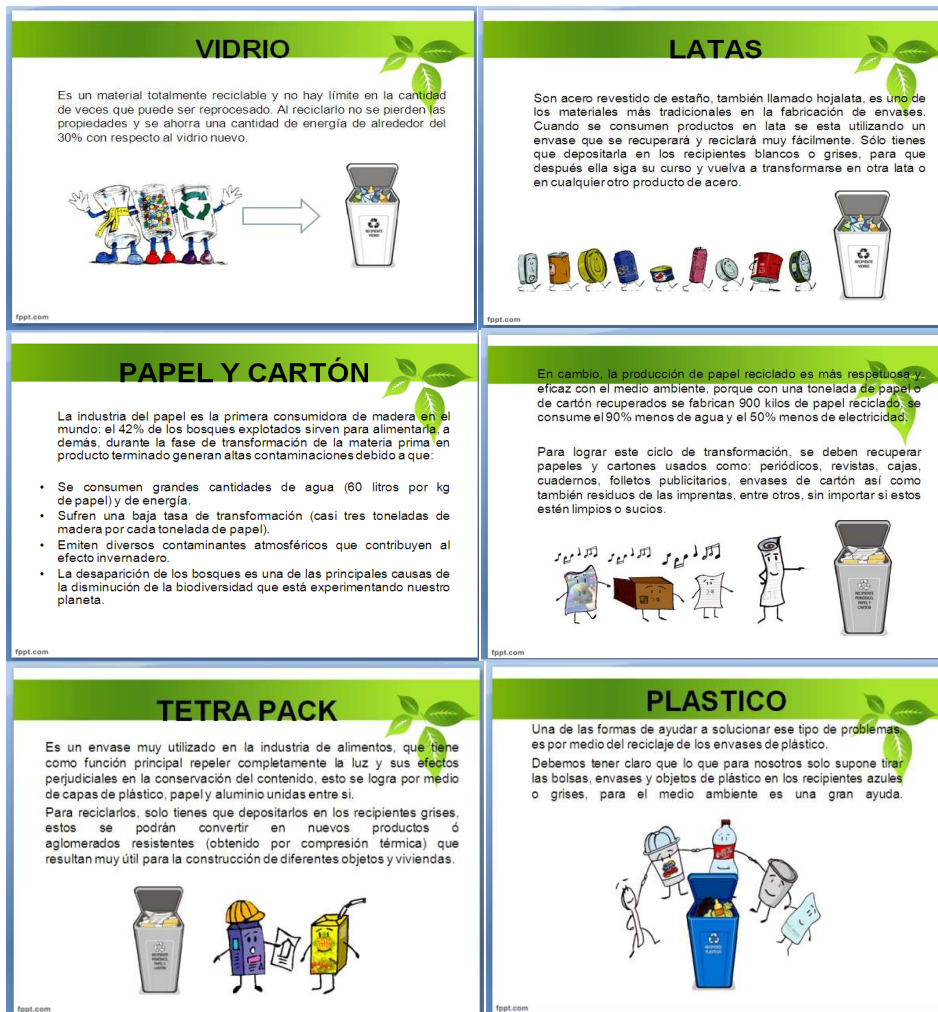 VIDRIO
Es un material totalmente reciclable y no hay límite en la cantidad
de veces que puede ser reprocesado. Al reciclarlo no se pierden las
propiedades y se ahorra una cantidad de energía de alrededor del
30% con respecto al vidrio nuevo.
RECIPIENTE
VIDRIO
fppt.com
LATAS
Son acero revestido de estaño, también llamado hojalata, es uno de
los materiales más tradicionales en la fabricación de envases.
Cuando se consumen productos en lata se esta utilizando un
envase que se recuperará y reciclará muy fácilmente. Sólo tienes
que depositarla en los recipientes blancos o grises, para que
después ella siga su curso y vuelva a transformarse en otra lata o
en cualquier otro producto de acero.
RECIPIENTE
VIDRIO
fppt.com
PAPEL Y CARTÓN
La industria del papel es la primera consumidora de madera en el
mundo: el 42% de los bosques explotados sirven para alimentarla, a
demás, durante la fase de transformación de la materia prima en
producto terminado generan altas contaminaciones debido a que:
• Se consumen grandes cantidades de agua (60 litros por kg
de papel) y de energía.
• Sufren una baja tasa de transformación (casi tres toneladas de
madera por cada tonelada de papel).
• Emiten diversos contaminantes atmosféricos que contribuyen al
efecto invernadero.
• La desaparición de los bosques es una de las principales causas de
la disminución de la biodiversidad que está experimentando nuestro
planeta.
fppt.com
En cambio, la producción de papel reciclado es más respetuosa y
eficaz con el medio ambiente, porque con una tonelada de papel o
de cartón recuperados se fabrican 900 kilos de papel reciclado, se
consume el 90% menos de agua y el 50% menos de electricidad.
Para lograr este ciclo de transformación, se deben recuperar
papeles y cartones usados como: periódicos, revistas, cajas,
cuadernos, folletos publicitarios, envases de cartón así como
también residuos de las imprentas, entre otros, sin importar si estos
estén limpios o sucios.
RECIPIENTE
PERIÓDICO,
PAPEL Y
CARTÓN
fppt.com
TETRA PACK
Es un envase muy utilizado en la industria de alimentos, que tiene
como función principal repeler completamente la luz y sus efectos
perjudiciales en la conservación del contenido, esto se logra por medio
de capas de plástico, papel y aluminio unidas entre si.
Para reciclarlos, solo tienes que depositarlos en los recipientes grises,
estos se podrán convertir en nuevos productos ó
aglomerados resistentes (obtenido por compresión térmica) que
resultan muy útil para la construcción de diferentes objetos y viviendas.
RECIPIENTE
PERIÓDICO,
PAPEL Y
CARTÓN
fppt.com
PLASTICO
Una de las formas de ayudar a solucionar ese tipo de problemas,
es por medio del reciclaje de los envases de plástico.
Debemos tener claro que lo que para nosotros solo supone tirar
las bolsas, envases y objetos de plástico en los recipientes azules
o grises, para el medio ambiente es una gran ayuda.
RECIPIENTE
PLASTICO
fppt.com